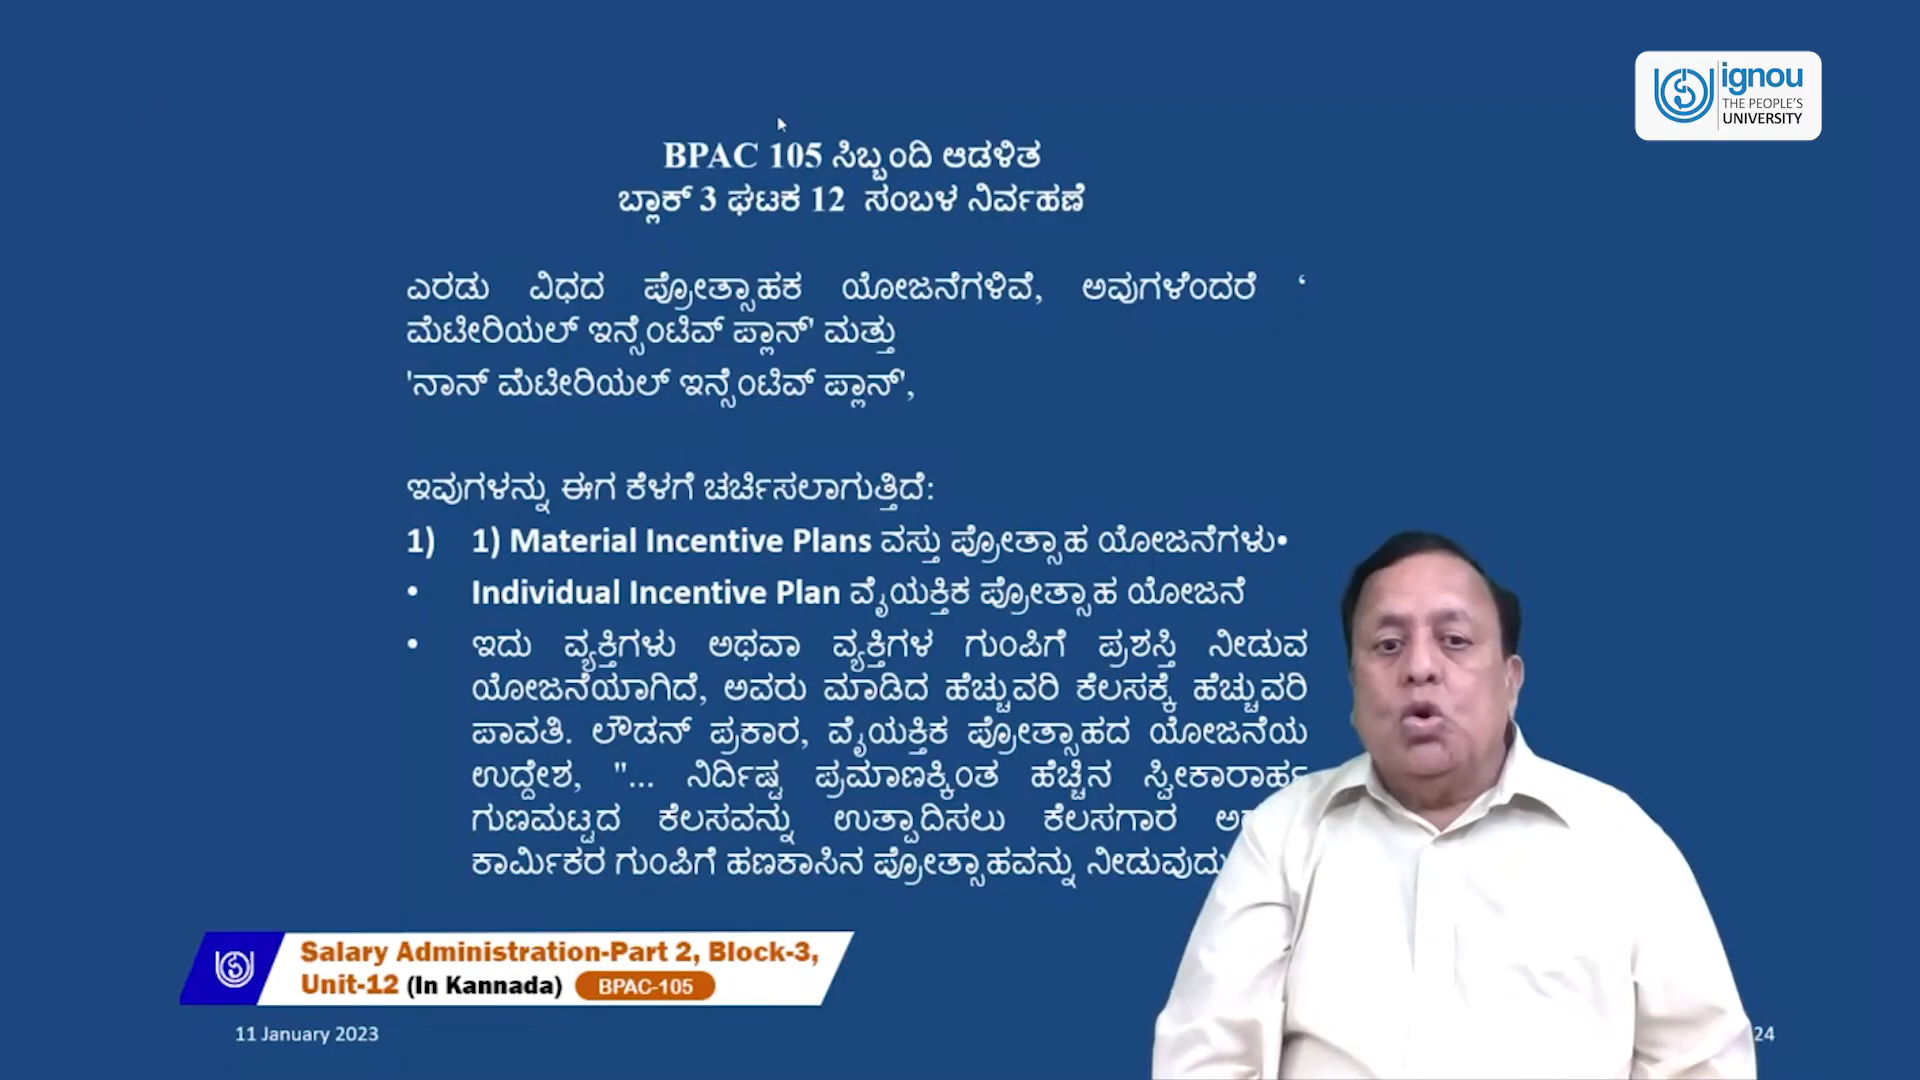 ignou
THE PEOPLE'S
UNIVERSITY
BPAC 105 ಸಿಬ್ಬಂದಿ ಆಡಳಿತ
ಬ್ಲಾಕ್ 3 ಘಟಕ 12 ಸಂಬಳ ನಿರ್ವಹಣೆ
ಎರಡು ವಿಧದ ಪ್ರೋತ್ಸಾಹಕ ಯೋಜನೆಗಳಿವೆ, ಅವುಗಳೆಂದರೆ ‘
ಮೆಟೀರಿಯಲ್ ಇನ್ಸೆಂಟಿವ್ ಪ್ಲಾನ್' ಮತ್ತು
'ನಾನ್ ಮೆಟೀರಿಯಲ್ ಇನ್ಸೆಂಟಿವ್ ಪ್ಲಾನ್',
ಇವುಗಳನ್ನು ಈಗ ಕೆಳಗೆ ಚರ್ಚಿಸಲಾಗುತ್ತಿದೆ:
1) 1) Material Incentive Plans ವಸ್ತು ಪ್ರೋತ್ಸಾಹ ಯೋಜನೆಗಳು•
• Individual Incentive Plan ವೈಯಕ್ತಿಕ ಪ್ರೋತ್ಸಾಹ ಯೋಜನೆ
• ಇದು ವ್ಯಕ್ತಿಗಳು ಅಥವಾ ವ್ಯಕ್ತಿಗಳ ಗುಂಪಿಗೆ ಪ್ರಶಸ್ತಿ ನೀಡುವ
ಯೋಜನೆಯಾಗಿದೆ, ಅವರು ಮಾಡಿದ ಹೆಚ್ಚುವರಿ ಕೆಲಸಕ್ಕೆ ಹೆಚ್ಚುವರಿ
ಪಾವತಿ. ಲೌಡನ್ ಪ್ರಕಾರ, ವೈಯಕ್ತಿಕ ಪ್ರೋತ್ಸಾಹದ ಯೋಜನೆಯ
ಉದ್ದೇಶ, "... ನಿರ್ದಿಷ್ಟ ಪ್ರಮಾಣಕ್ಕಿಂತ ಹೆಚ್ಚಿನ ಸ್ವೀಕಾರಾರ್ಹ
ಗುಣಮಟ್ಟದ ಕೆಲಸವನ್ನು ಉತ್ಪಾದಿಸಲು ಕೆಲಸಗಾರ
ಕಾರ್ಮಿಕರ ಗುಂಪಿಗೆ ಹಣಕಾಸಿನ ಪ್ರೋತ್ಸಾಹವನ್ನು ನೀಡುವುದು
Salary Administration-Part 2, Block-3,
Unit-12 (In Kannada) BPAC-105
11 January 2023
24